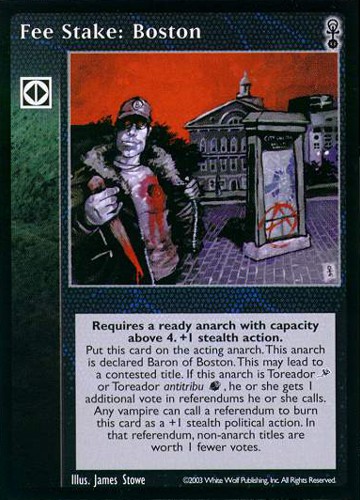 Fee Stake: Boston
Requires a ready anarch with capacity
above 4. +1 stealth action.
Put this card on the acting anarch. This anarch
is declared Baron of Boston. This may lead
to a contested title. If this anarch is Toreador
or Toreador antitribu , he or she gets 1
additional vote in referendums he or she calls.
Any vampire can call a referendum to burn
this card as a +1 stealth political action. In
that referendum, non-anarch titles are
worth 1 fewer votes.
Illus. James Stowe
©2003 White Wolf Publishing, Inc. All Rights Reserved.